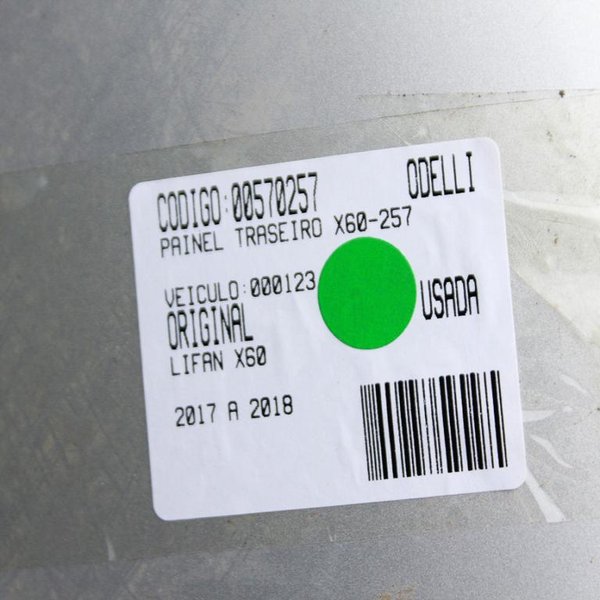 CODIGO:00570257 ODELLI
PAINEL TRASEIRO X60-257
VEICULO:000123
ORIGINAL USADA
LIFAN X60
2017 A 2018